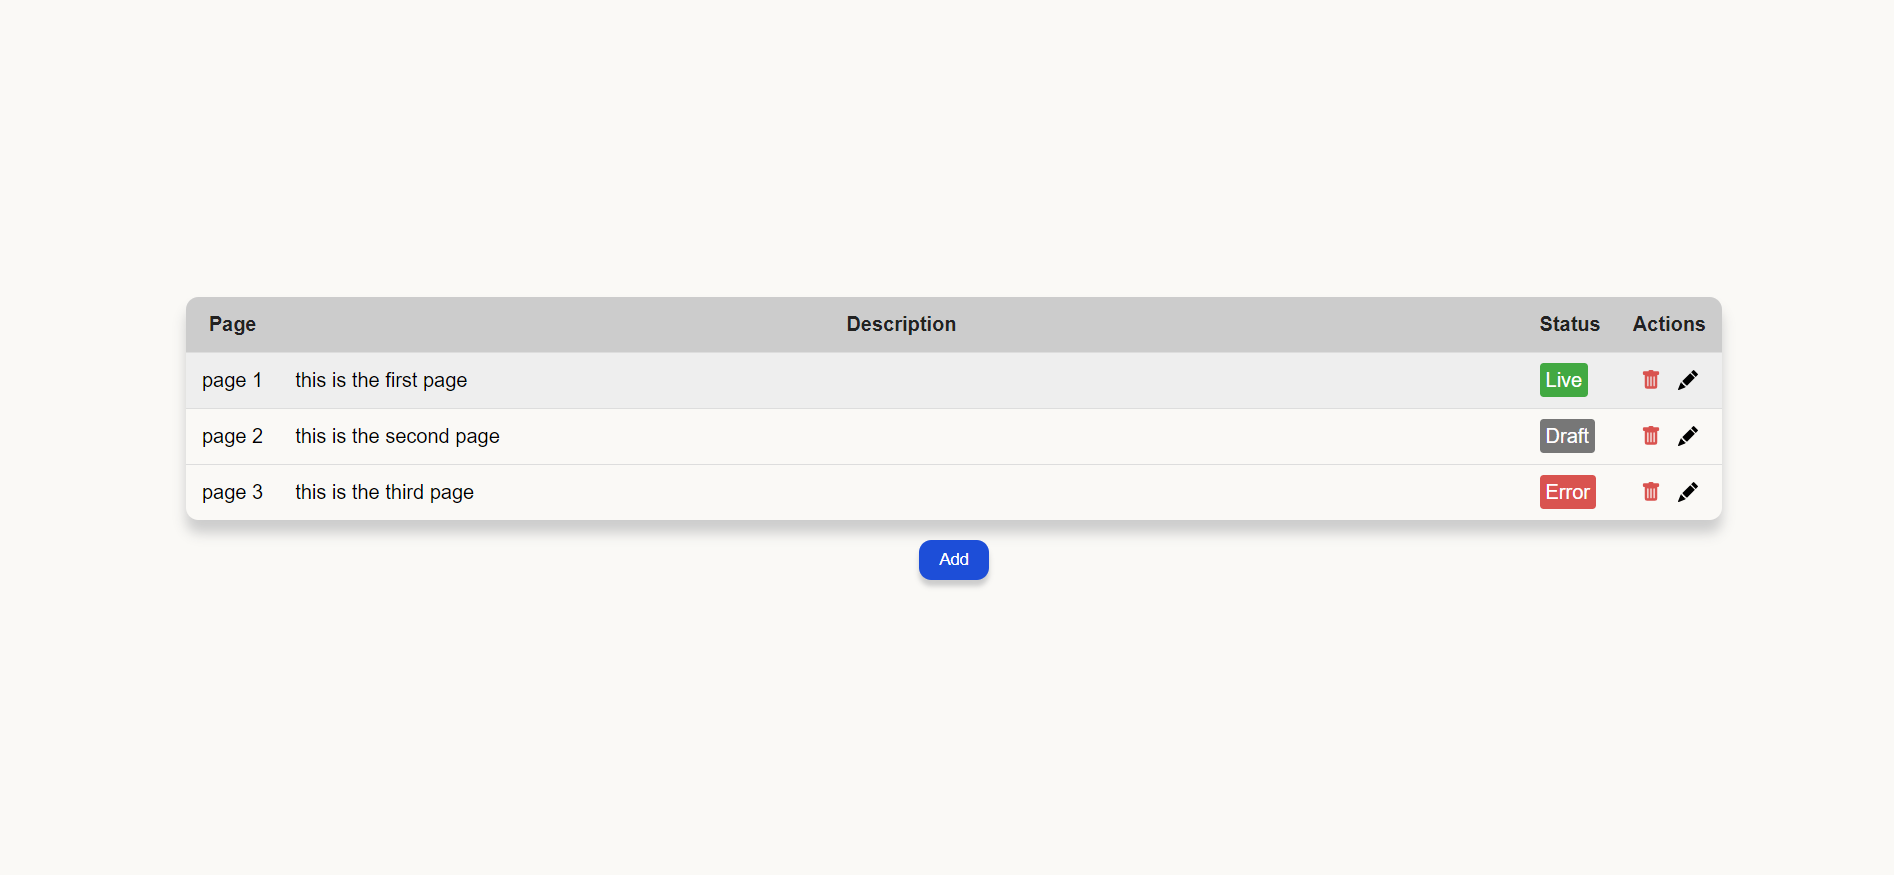 Page Description Status Actions
page 1 this is the first page Live
page 2 this is the second page Draft
page 3 this is the third page Error
Add